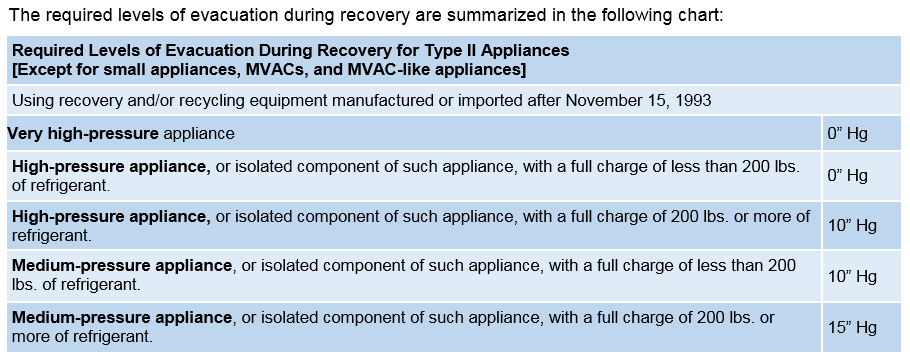 The required levels of evacuation during recovery are summarized in the following chart:
Required Levels of Evacuation During Recovery for Type II Appliances
[Except for small appliances, MVACs, and MVAC-like appliances]
Using recovery and/or recycling equipment manufactured or imported after November 15, 1993
Very high-pressure appliance 0” Hg
High-pressure appliance, or isolated component of such appliance, with a full charge of less than 200 lbs.
of refrigerant. 0” Hg
High-pressure appliance, or isolated component of such appliance, with a full charge of 200 lbs. or more of
refrigerant. 10” Hg
Medium-pressure appliance, or isolated component of such appliance, with a full charge of less than 200
lbs. of refrigerant. 10” Hg
Medium-pressure appliance, or isolated component of such appliance, with a full charge of 200 lbs. or
more of refrigerant. 15” Hg